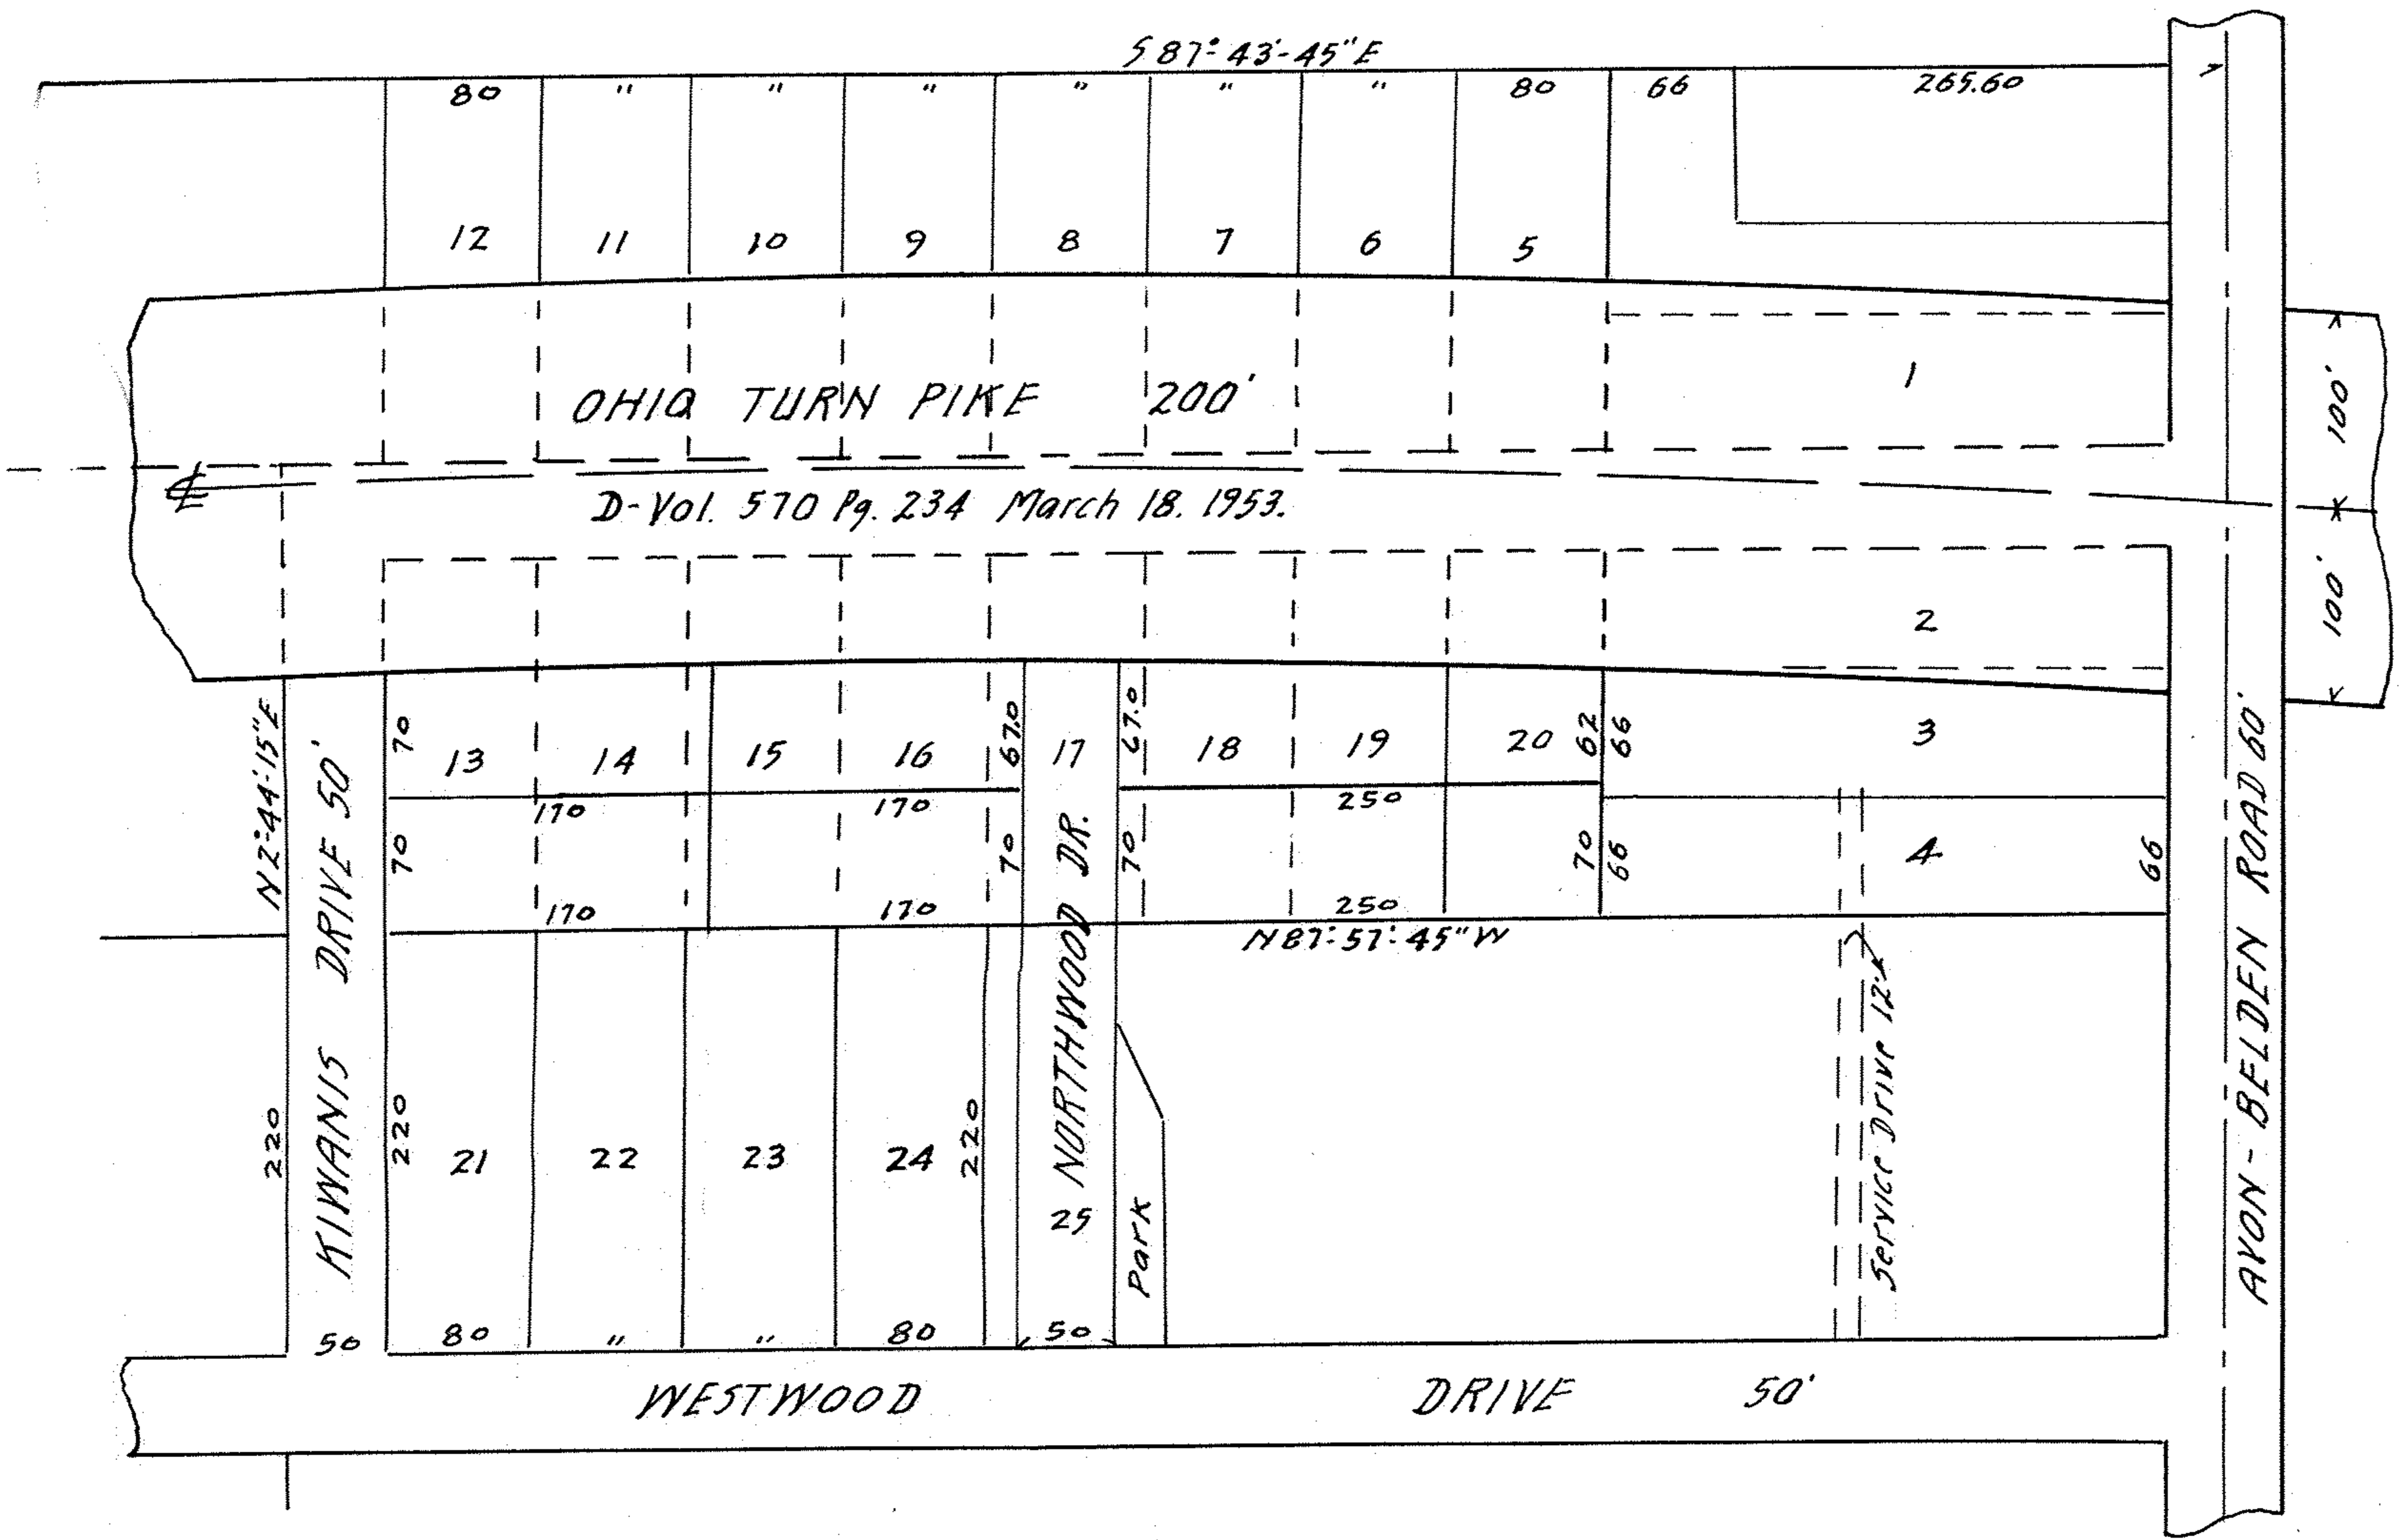 S 87°-43'-45" E
80 " " " " " " 80 66 265.60
12 11 10 9 8 7 6 5
1
OHIO TURN PIKE 200'
100'
℄
D-Vol. 570 Pg. 234 March 18. 1953.
100'
2
N 2°-44'-15" E
KIWANIS DRIVE 50'
70 13 14 15 16 67.0 17 67.0 18 19 20 62 66 3
170 170 250
70 70 70 70 66 4 66
170 170 250
N 87°-57'-45" W
NORTHWOOD DR.
Service Drive 12'
AVON-BELDEN ROAD 60'
220 220 21 22 23 24 220 25
Park
50 80 " " 80 50
WESTWOOD DRIVE 50'